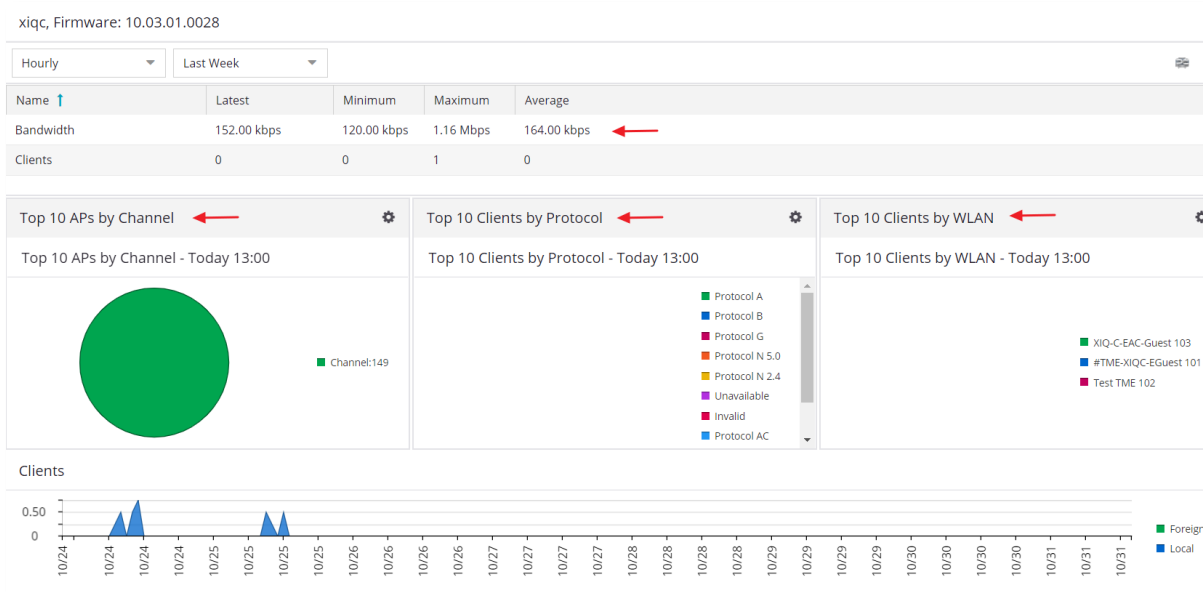 xiqc, Firmware: 10.03.01.0028
Hourly Last Week
Name Latest Minimum Maximum Average
Bandwidth 152.00 kbps 120.00 kbps 1.16 Mbps 164.00 kbps
Clients 0 0 1 0
Top 10 APs by Channel
Top 10 APs by Channel - Today 13:00
Channel:149
Top 10 Clients by Protocol
Top 10 Clients by Protocol - Today 13:00
Protocol A
Protocol B
Protocol G
Protocol N 5.0
Protocol N 2.4
Unavailable
Invalid
Protocol AC
Top 10 Clients by WLAN
Top 10 Clients by WLAN - Today 13:00
XIQ-C-EAC-Guest 103
#TME-XIQC-EGuest 101
Test TME 102
Clients
0.50
0
10/24 10/24 10/24 10/24 10/25 10/25 10/25 10/25 10/26 10/26 10/26 10/26 10/27 10/27 10/27 10/27 10/28 10/28 10/28 10/28 10/29 10/29 10/29 10/29 10/30 10/30 10/30 10/30 10/31 10/31 10/31
Foreign
Local